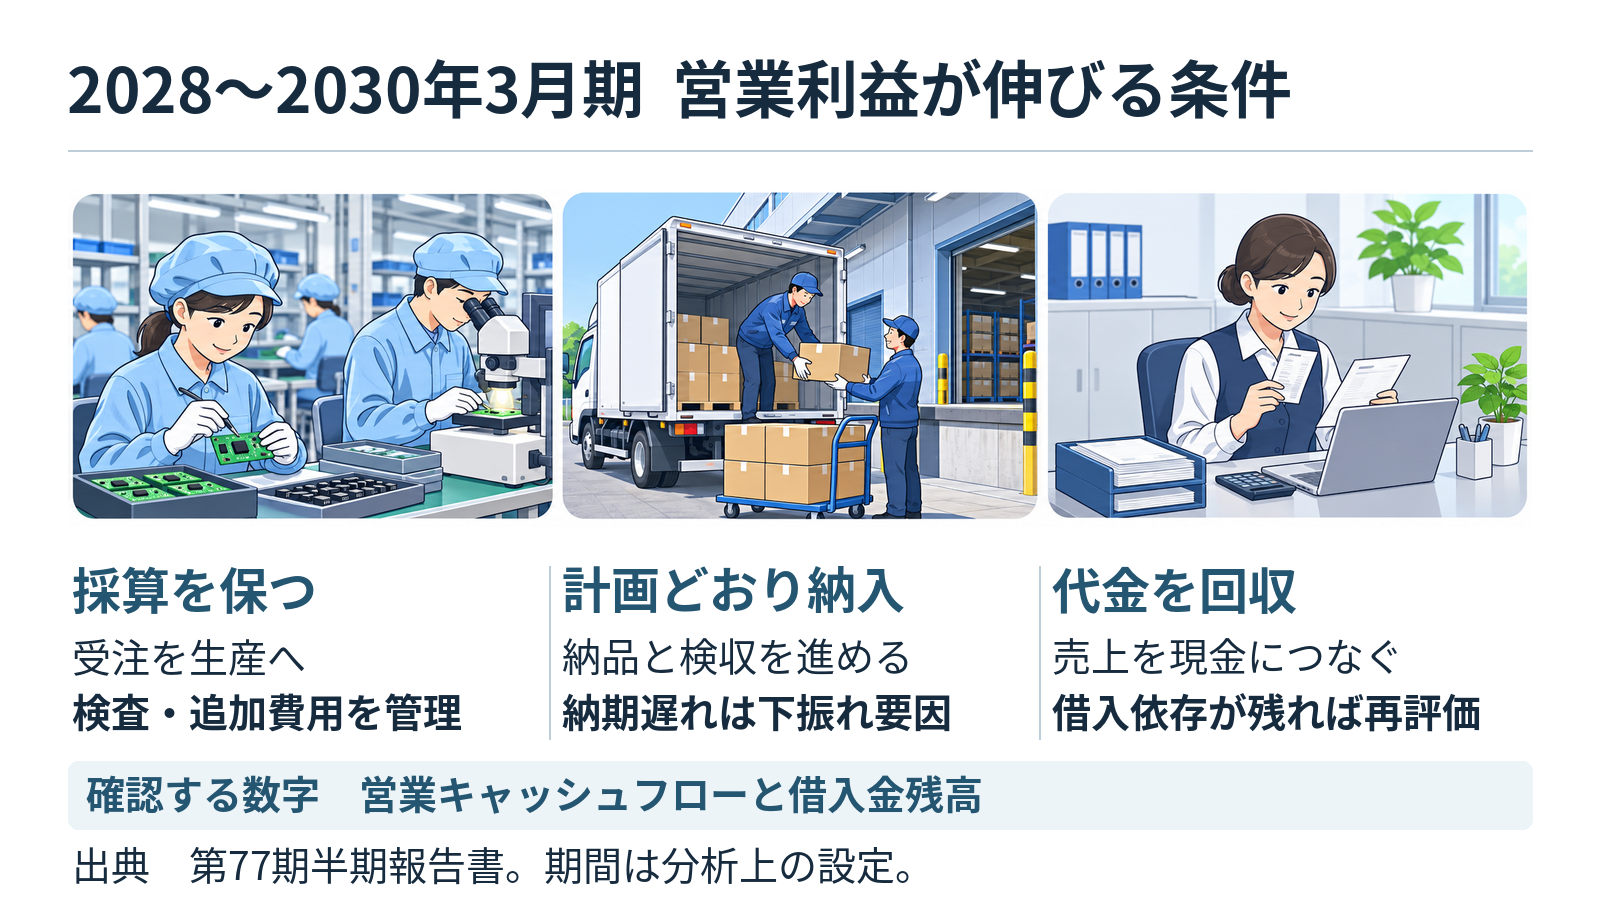 2028～2030年3月期 営業利益が伸びる条件
採算を保つ
受注を生産へ
検査・追加費用を管理
計画どおり納入
納品と検収を進める
納期遅れは下振れ要因
代金を回収
売上を現金につなぐ
借入依存が残れば再評価
確認する数字　営業キャッシュフローと借入金残高
出典　第77期半期報告書。期間は分析上の設定。